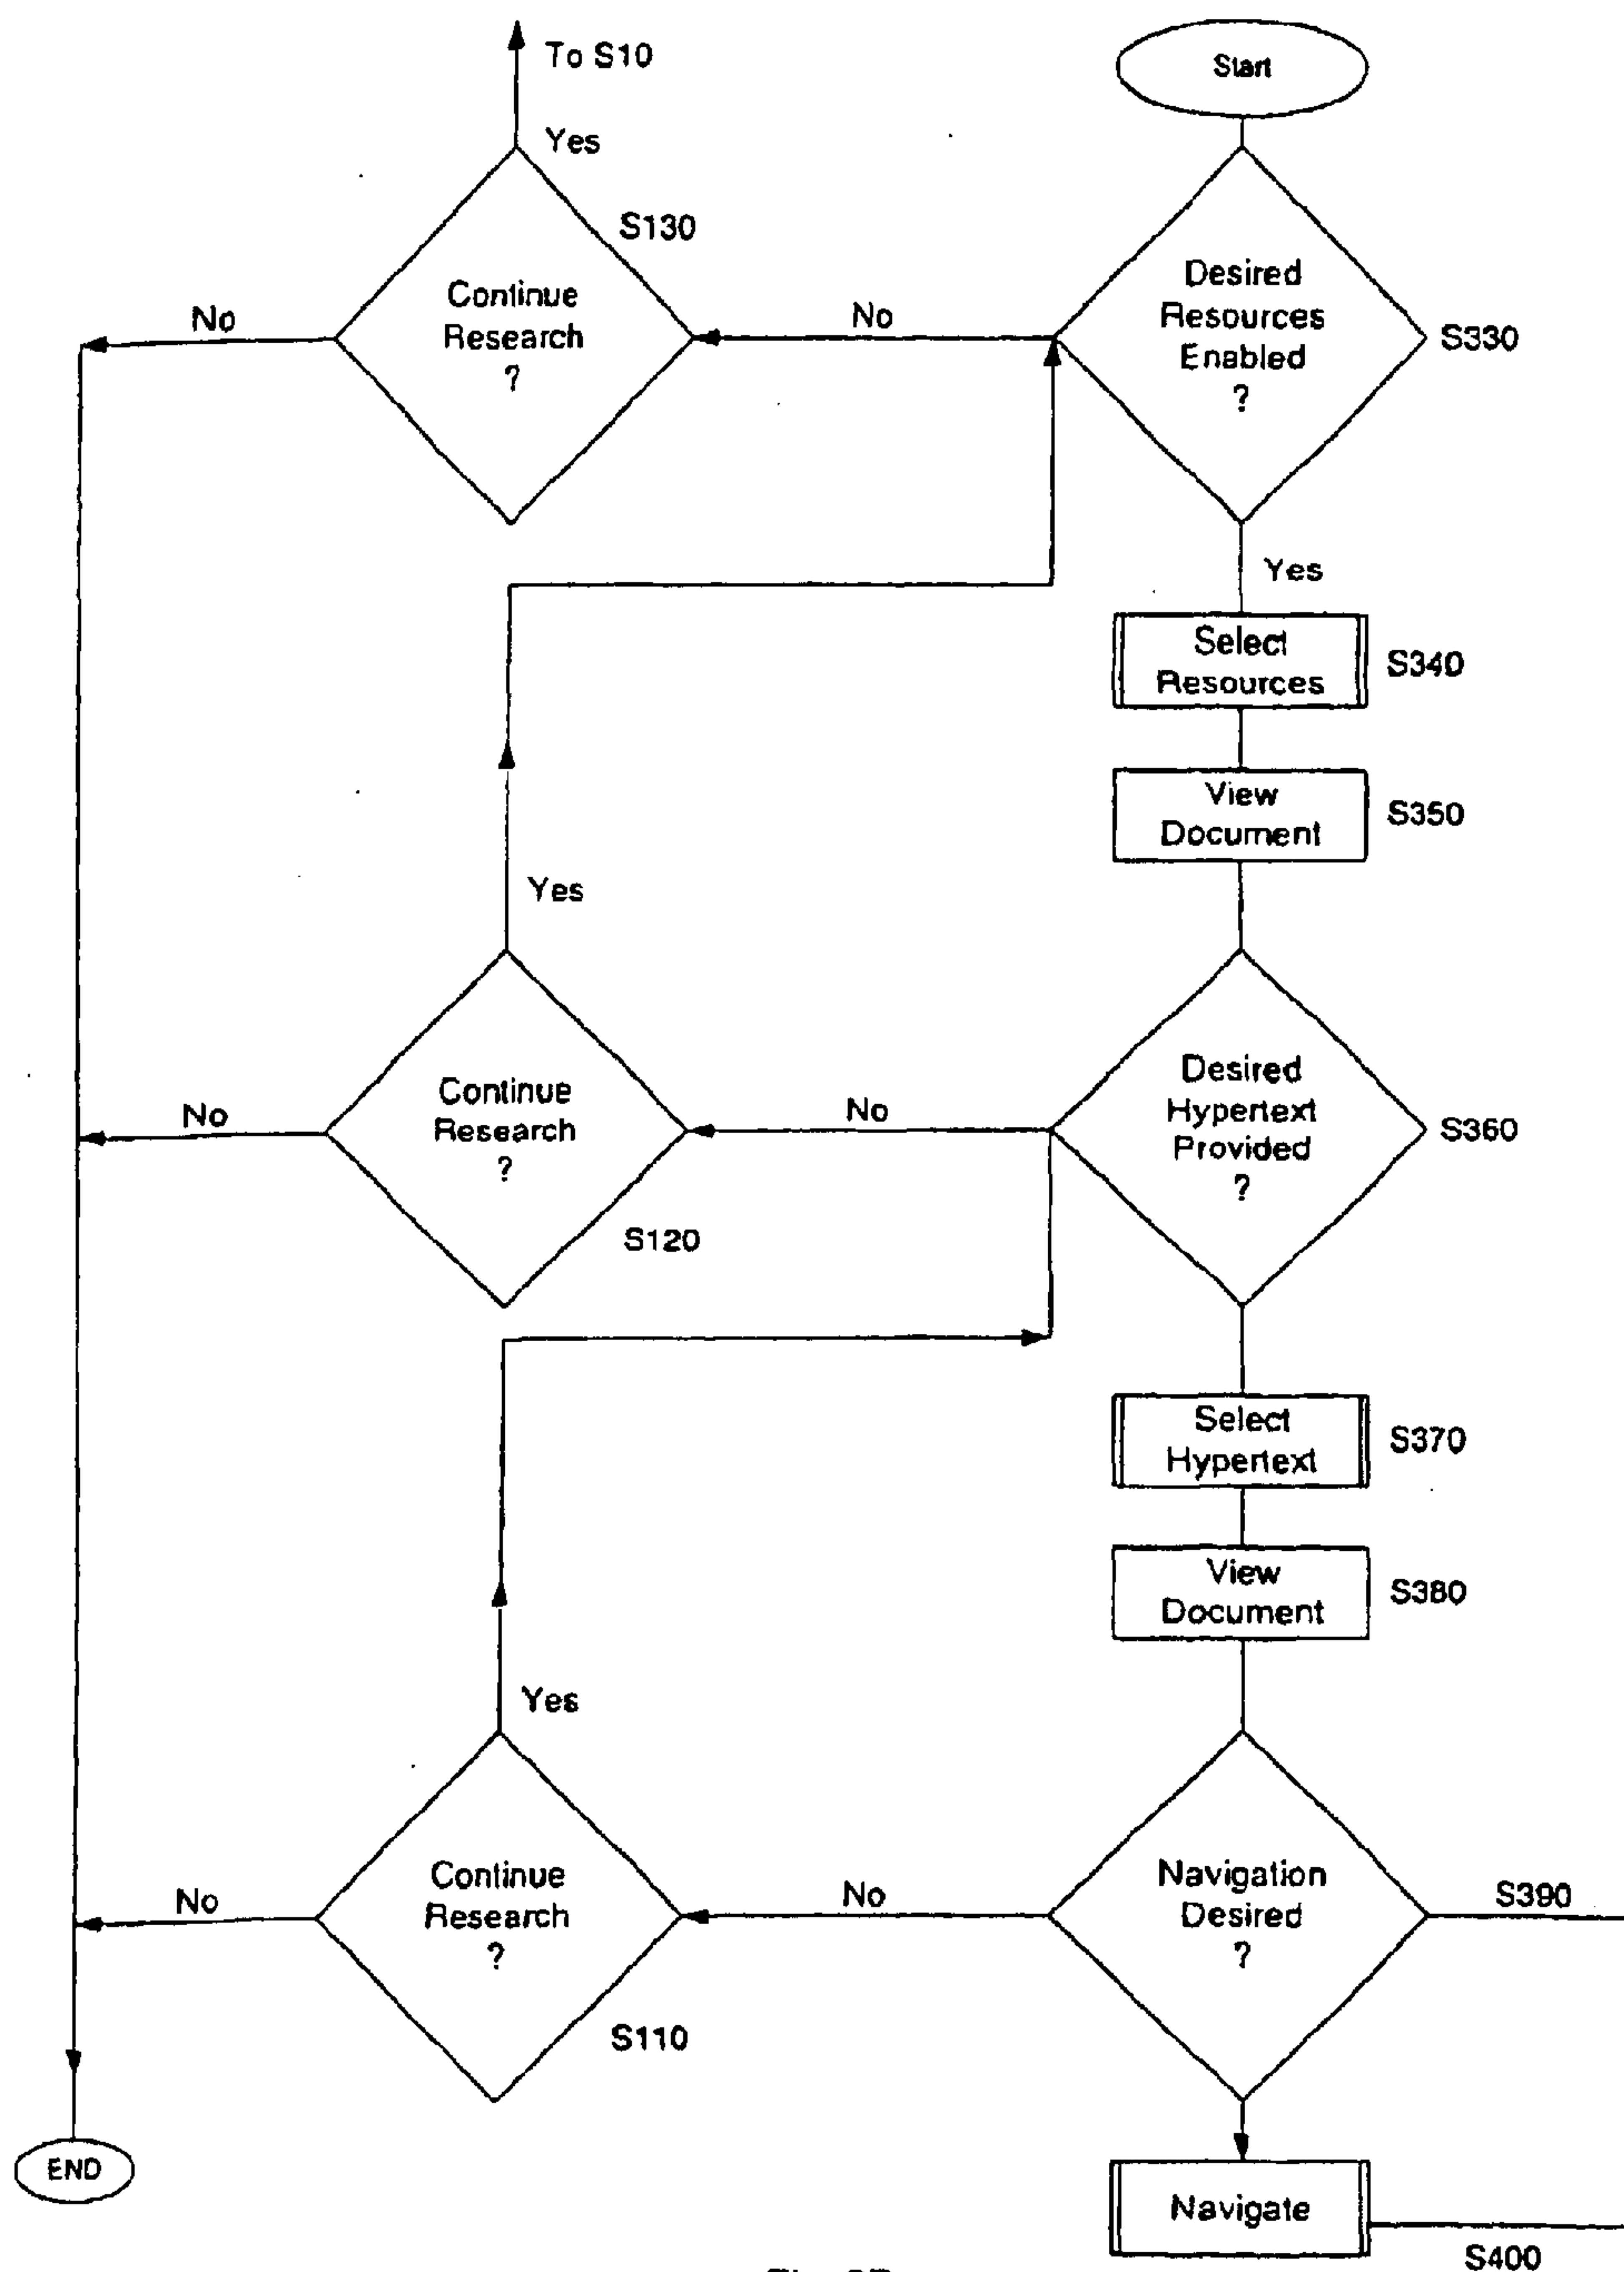 To S10
Start
Yes
S130
Continue
Research
?
No
No
Desired
Resources
Enabled
?
S330
Yes
Select
Resources
S340
View
Document
S350
Yes
Continue
Research
?
No
No
S120
Desired
Hypertext
Provided
?
S360
Select
Hypertext
S370
View
Document
S380
Yes
Continue
Research
?
No
No
S110
Navigation
Desired
?
S390
END
Navigate
S400